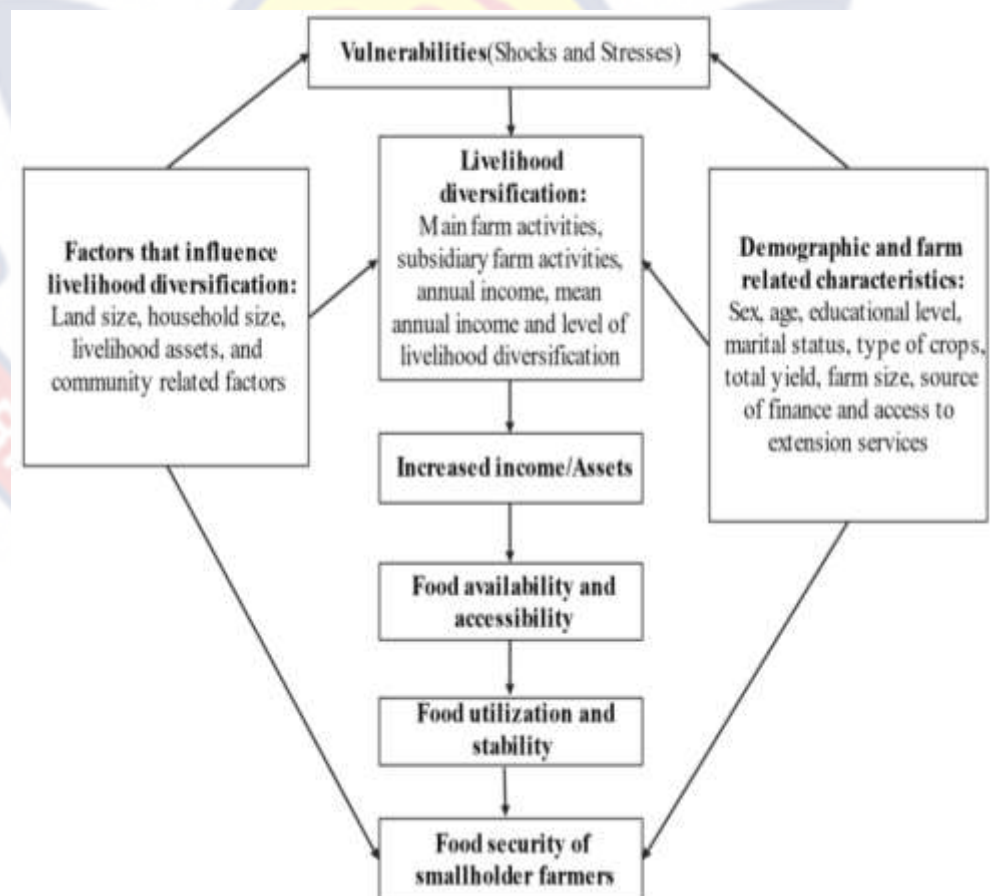 Vulnerabilities(Shocks and Stresses)
Livelihood
diversification:
Main farm activities,
subsidiary farm activities,
annual income, mean
annual income and level of
livelihood diversification
Factors that influence
livelihood diversification:
Land size, household size,
livelihood assets, and
community related factors
Demographic and farm
related characteristics:
Sex, age, educational level,
marital status, type of crops,
total yield, farm size, source
of finance and access to
extension services
Increased income/Assets
Food availability and
accessibility
Food utilization and
stability
Food security of
smallholder farmers